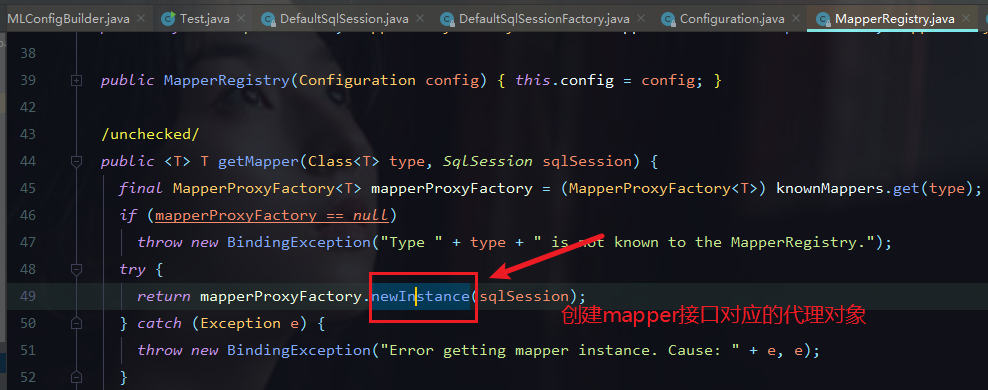 MLConfigBuilder.java × Test.java × DefaultSqlSession.java × DefaultSqlSessionFactory.java × Configuration.java × MapperRegistry.java ×
38
39 public MapperRegistry(Configuration config) { this.config = config; }
42
43 /unchecked/
44 public <T> T getMapper(Class<T> type, SqlSession sqlSession) {
45 final MapperProxyFactory<T> mapperProxyFactory = (MapperProxyFactory<T>) knownMappers.get(type);
46 if (mapperProxyFactory == null)
47 throw new BindingException("Type " + type + " is not known to the MapperRegistry.");
48 try {
49 return mapperProxyFactory.newInstance(sqlSession);
创建mapper接口对应的代理对象
50 } catch (Exception e) {
51 throw new BindingException("Error getting mapper instance. Cause: " + e, e);
52 }